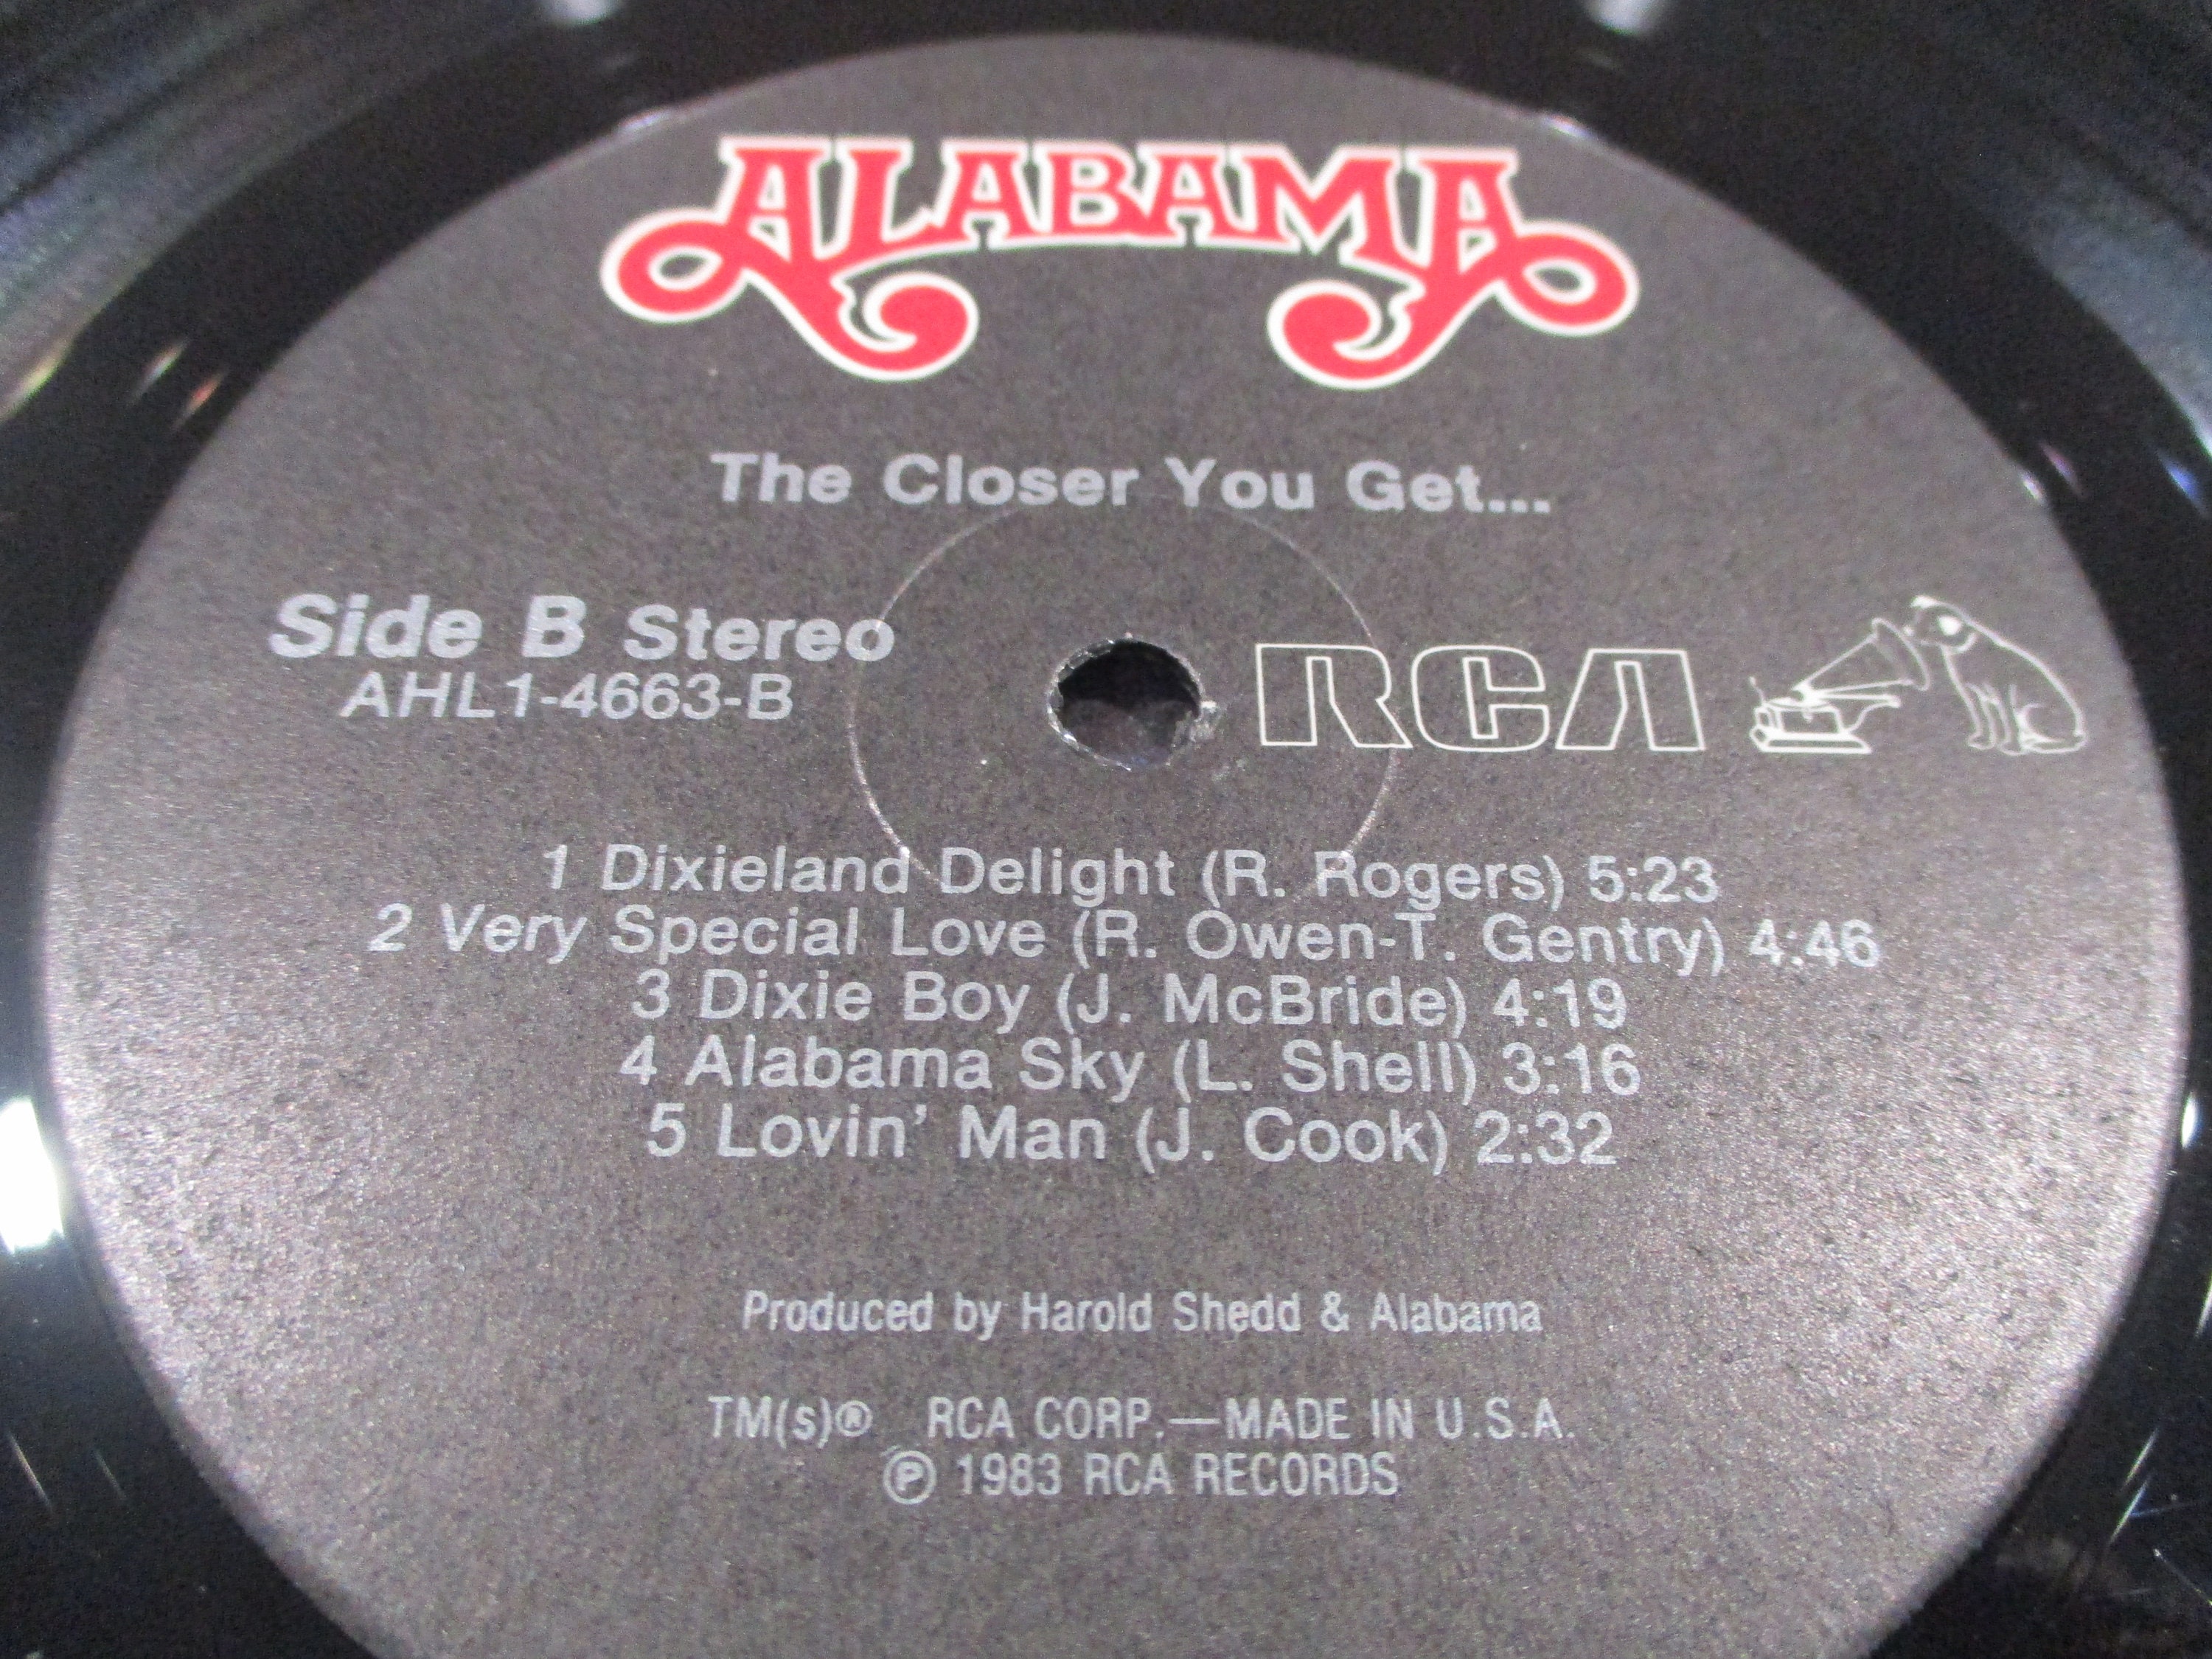 ALABAMA
The Closer You Get...
Side B Stereo
AHL1-4663-B
RCA
1 Dixieland Delight (R. Rogers) 5:23
2 Very Special Love (R. Owen-T. Gentry) 4:46
3 Dixie Boy (J. McBride) 4:19
4 Alabama Sky (L. Shell) 3:16
5 Lovin' Man (J. Cook) 2:32
Produced by Harold Shedd & Alabama
TM(s)® RCA CORP.—MADE IN U.S.A.
℗ 1983 RCA RECORDS